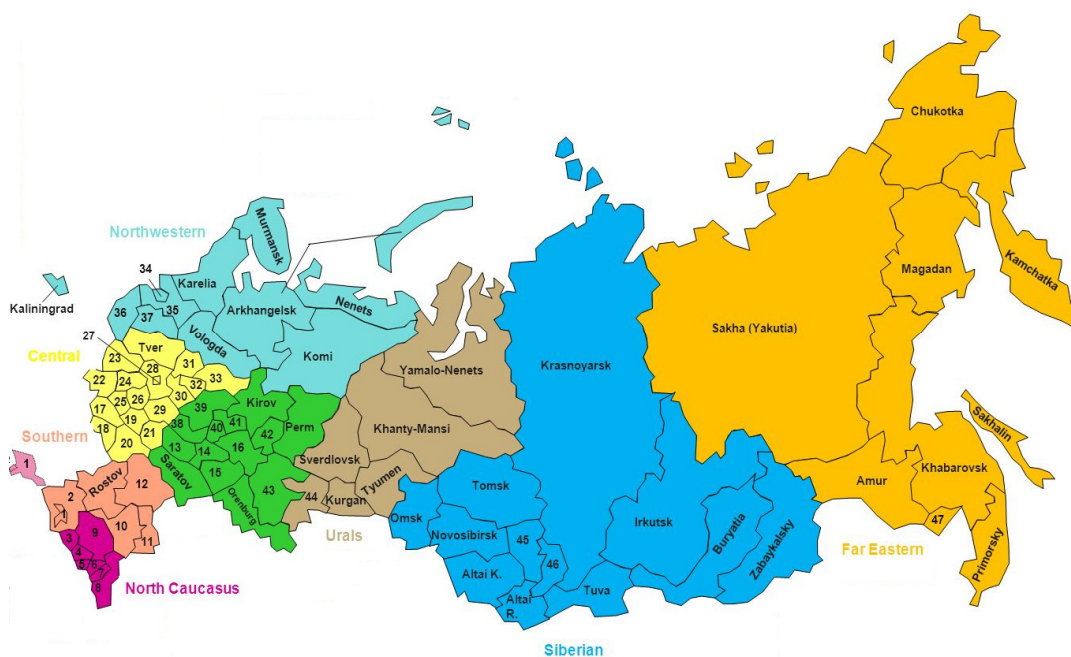 Chukotka
Northwestern
Murmansk
34
Karelia
Magadan
Kamchatka
Kaliningrad
Arkhangelsk
Nenets
36
37
35
Vologda
Sakha (Yakutia)
27
Tver
Komi
Central
23
28
31
Krasnoyarsk
Yamalo-Nenets
22
24
32
33
25
26
30
39
Kirov
17
29
19
18
38
40
41
42
Perm
Khanty-Mansi
Sakhalin
21
20
Southern
13
14
16
Sverdlovsk
1
Saratov
15
Tyumen
Khabarovsk
Rostov
12
Orenburg
43
44
Kurgan
Tomsk
Amur
2
1
Omsk
Irkutsk
Buryatia
Zabaykalsky
47
9
10
11
Urals
Novosibirsk
45
Far Eastern
Primorsky
3
4
5
6
7
8
North Caucasus
46
Altai K.
Altai
R.
Tuva
Siberian